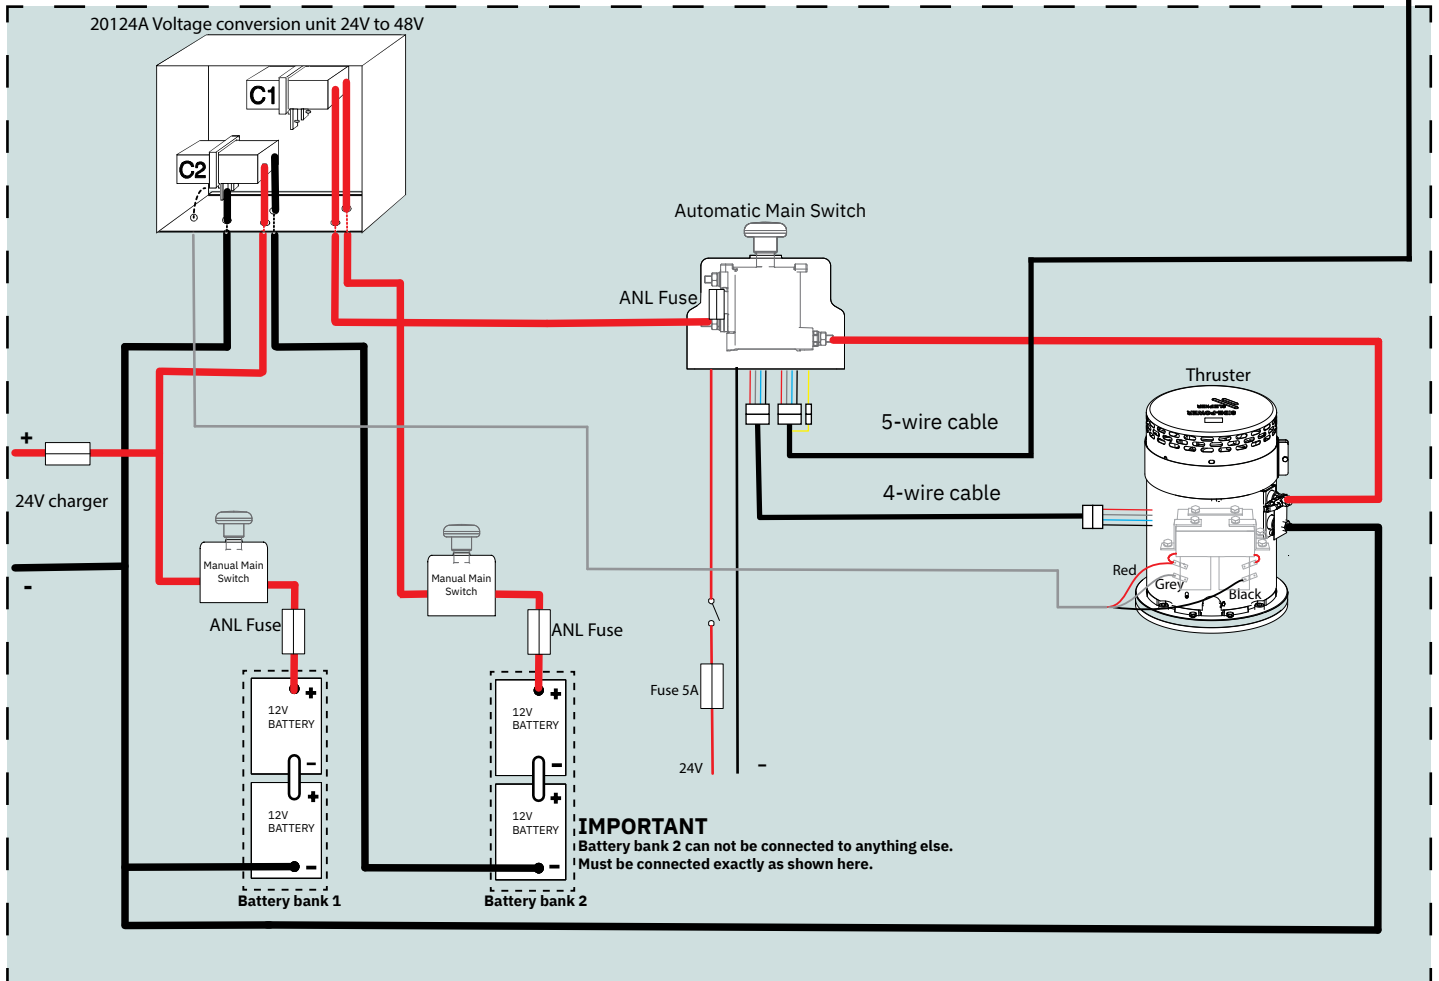 20124A Voltage conversion unit 24V to 48V
C1
C2
Automatic Main Switch
ANL Fuse
Thruster
5-wire cable
4-wire cable
+
24V charger
-
Manual Main
Switch
Manual Main
Switch
Red
Grey
Black
ANL Fuse
ANL Fuse
Fuse 5A
24V
-
+
12V
BATTERY
-
+
12V
BATTERY
-
Battery bank 1
+
12V
BATTERY
-
+
12V
BATTERY
-
Battery bank 2
IMPORTANT
Battery bank 2 can not be connected to anything else.
Must be connected exactly as shown here.